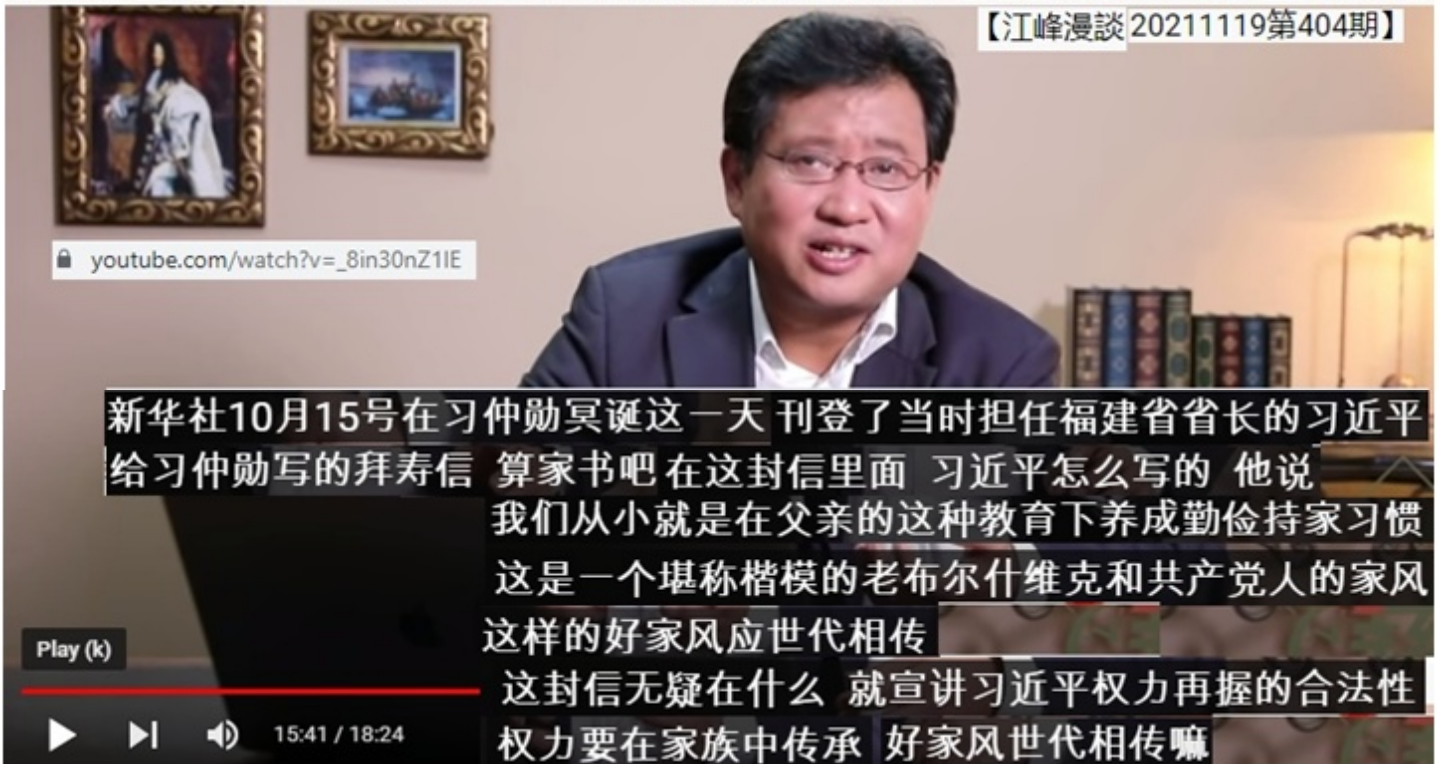 【江峰漫談 20211119第404期】
youtube.com/watch?v=_8in30nZ1lE
新华社10月15号在习仲勋冥诞这一天 刊登了当时担任福建省省长的习近平
给习仲勋写的拜寿信 算家书吧 在这封信里面 习近平怎么写的 他说
我们从小就是在父亲的这种教育下养成勤俭持家习惯
这是一个堪称楷模的老布尔什维克和共产党人的家风
这样的好家风应世代相传
Play (k)
这封信无疑在什么 就宣讲习近平权力再握的合法性
15:41 / 18:24
权力要在家族中传承 好家风世代相传嘛